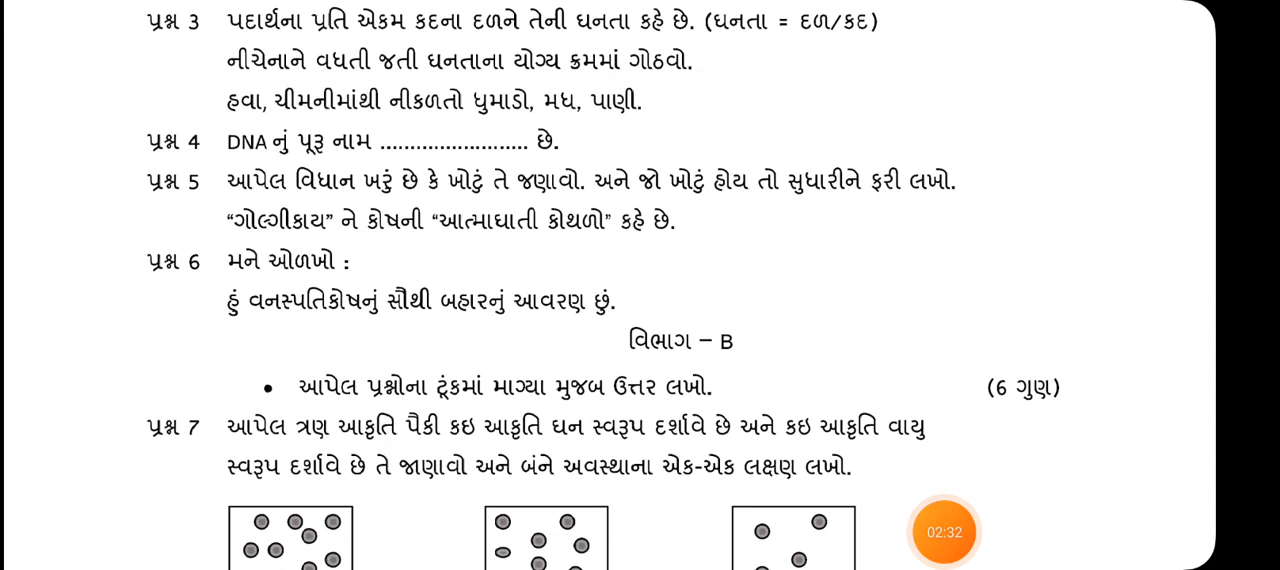 પ્રશ્ન 3 પદાર્થના પ્રતિ એકમ કદના દળને તેની ઘનતા કહે છે. (ઘનતા = દળ/કદ)
નીચેનાને વધતી જતી ઘનતાના યોગ્ય ક્રમમાં ગોઠવો.
હવા, ચીમનીમાંથી નીકળતો ધુમાડો, મધ, પાણી.
પ્રશ્ન 4 DNA નું પૂરૂ નામ ......................... છે.
પ્રશ્ન 5 આપેલ વિધાન ખરું છે કે ખોટું તે જણાવો. અને જો ખોટું હોય તો સુધારીને ફરી લખો.
“ગોલ્ગીકાય” ને કોષની “આત્માઘાતી કોથળો” કહે છે.
પ્રશ્ન 6 મને ઓળખો :
હું વનસ્પતિકોષનું સૌથી બહારનું આવરણ છું.
વિભાગ – B
• આપેલ પ્રશ્નોના ટૂંકમાં માગ્યા મુજબ ઉત્તર લખો. (6 ગુણ)
પ્રશ્ન 7 આપેલ ત્રણ આકૃતિ પૈકી કઇ આકૃતિ ઘન સ્વરૂપ દર્શાવે છે અને કઇ આકૃતિ વાયુ
સ્વરૂપ દર્શાવે છે તે જાણાવો અને બંને અવસ્થાના એક-એક લક્ષણ લખો.
02:32